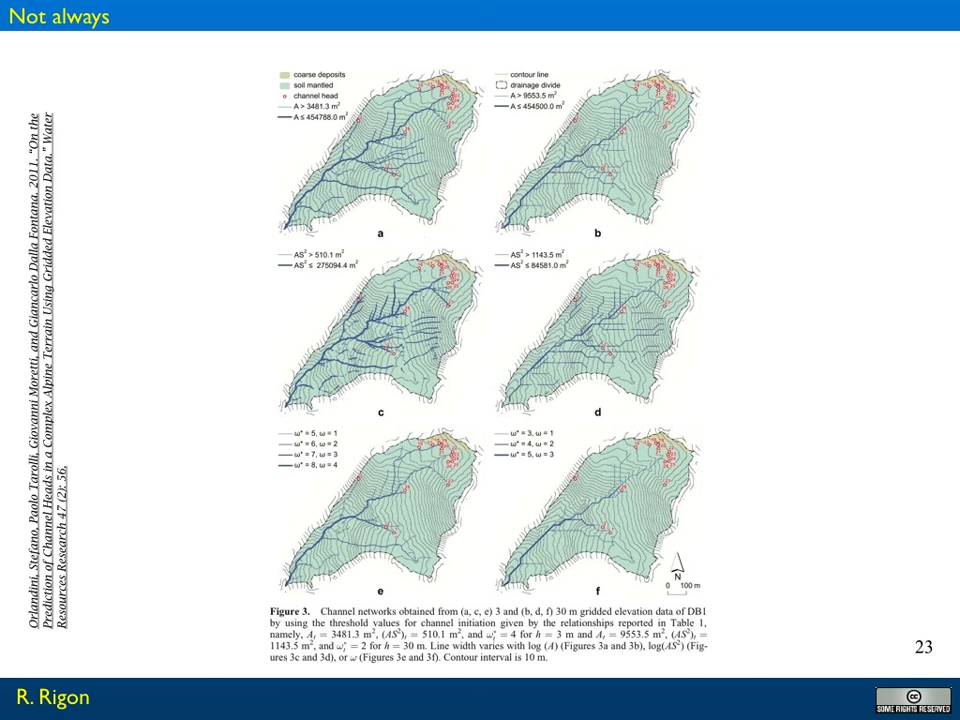 Not always
Orlandini, Stefano, Paolo Tarolli, Giovanni Moretti, and Giancarlo Dalla Fontana. 2011. “On the
Prediction of Channel Heads in a Complex Alpine Terrain Using Gridded Elevation Data.” Water
Resources Research 47 (2): 56.
coarse deposits
soil mantled
channel head
A > 3481.3 m²
A ≤ 454788.0 m²
a
contour line
drainage divide
A > 9553.5 m²
A ≤ 454500.0 m²
b
AS² > 510.1 m²
AS² ≤ 275094.4 m²
c
AS² > 1143.5 m²
AS² ≤ 84581.0 m²
d
ω* = 5, ω = 1
ω* = 6, ω = 2
ω* = 7, ω = 3
ω* = 8, ω = 4
e
ω* = 3, ω = 1
ω* = 4, ω = 2
ω* = 5, ω = 3
f
N
0 100 m
Figure 3. Channel networks obtained from (a, c, e) 3 and (b, d, f) 30 m gridded elevation data of DB1
by using the threshold values for channel initiation given by the relationships reported in Table 1,
namely, Aₜ = 3481.3 m², (AS²)ₜ = 510.1 m², and ω*ₜ = 4 for h = 3 m and Aₜ = 9553.5 m², (AS²)ₜ =
1143.5 m², and ω*ₜ = 2 for h = 30 m. Line width varies with log (A) (Figures 3a and 3b), log(AS²) (Fig-
ures 3c and 3d), or ω (Figures 3e and 3f). Contour interval is 10 m.
23
R. Rigon
cc
SOME RIGHTS RESERVED